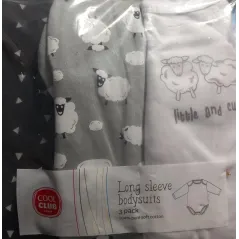 little and cu
Long sleeve
bodysuits
3 pack
COOL
CLUB